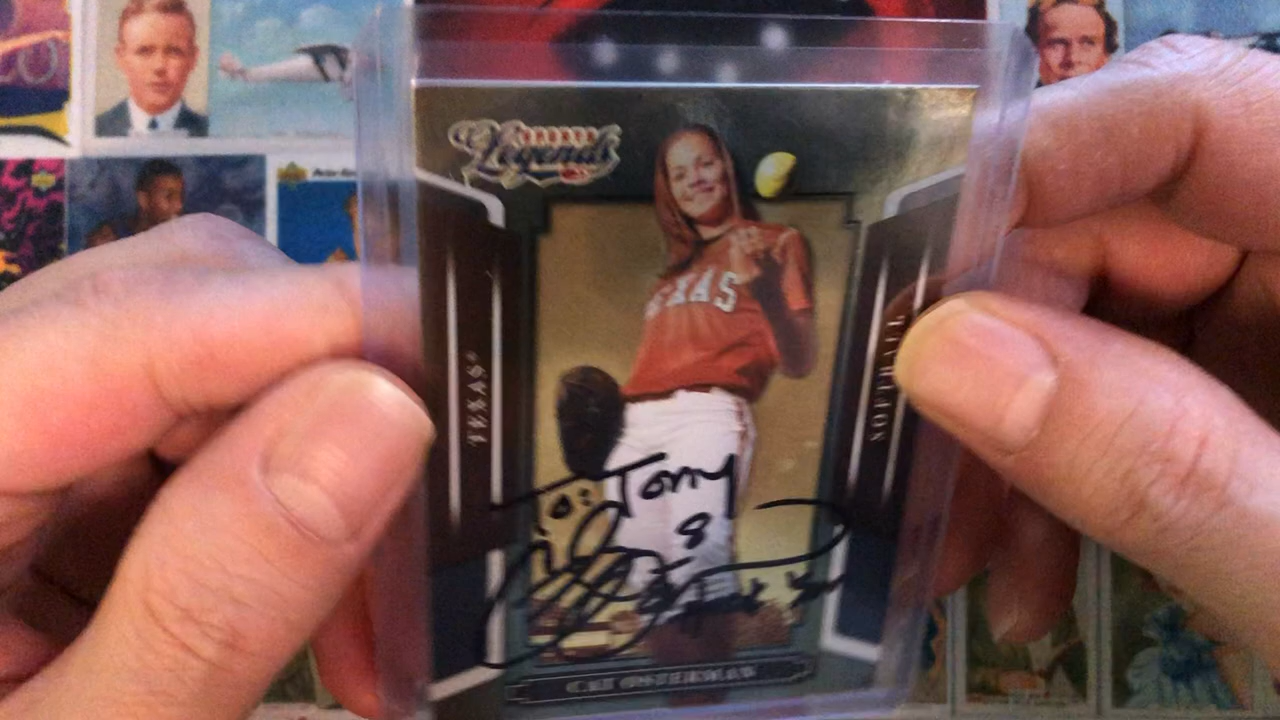 Legends
TEXAS
TEXAS
SOFTBALL
To: Tony
8
CAT OSTERMAN